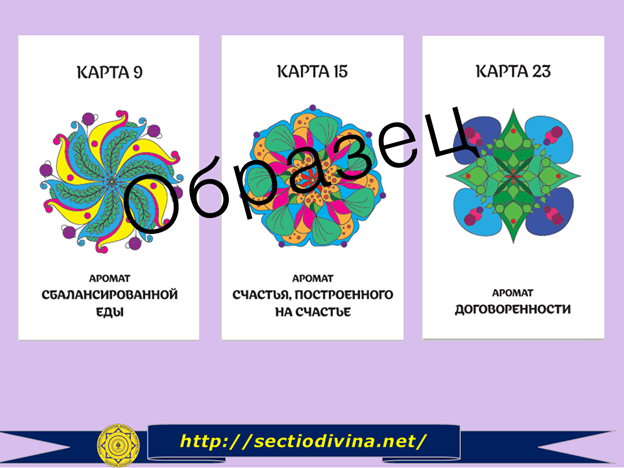 КАРТА 9
АРОМАТ
СБАЛАНСИРОВАННОЙ
ЕДЫ
КАРТА 15
АРОМАТ
СЧАСТЬЯ, ПОСТРОЕННОГО
НА СЧАСТЬЕ
КАРТА 23
АРОМАТ
ДОГОВОРЕННОСТИ
Образец
http://sectiodivina.net/